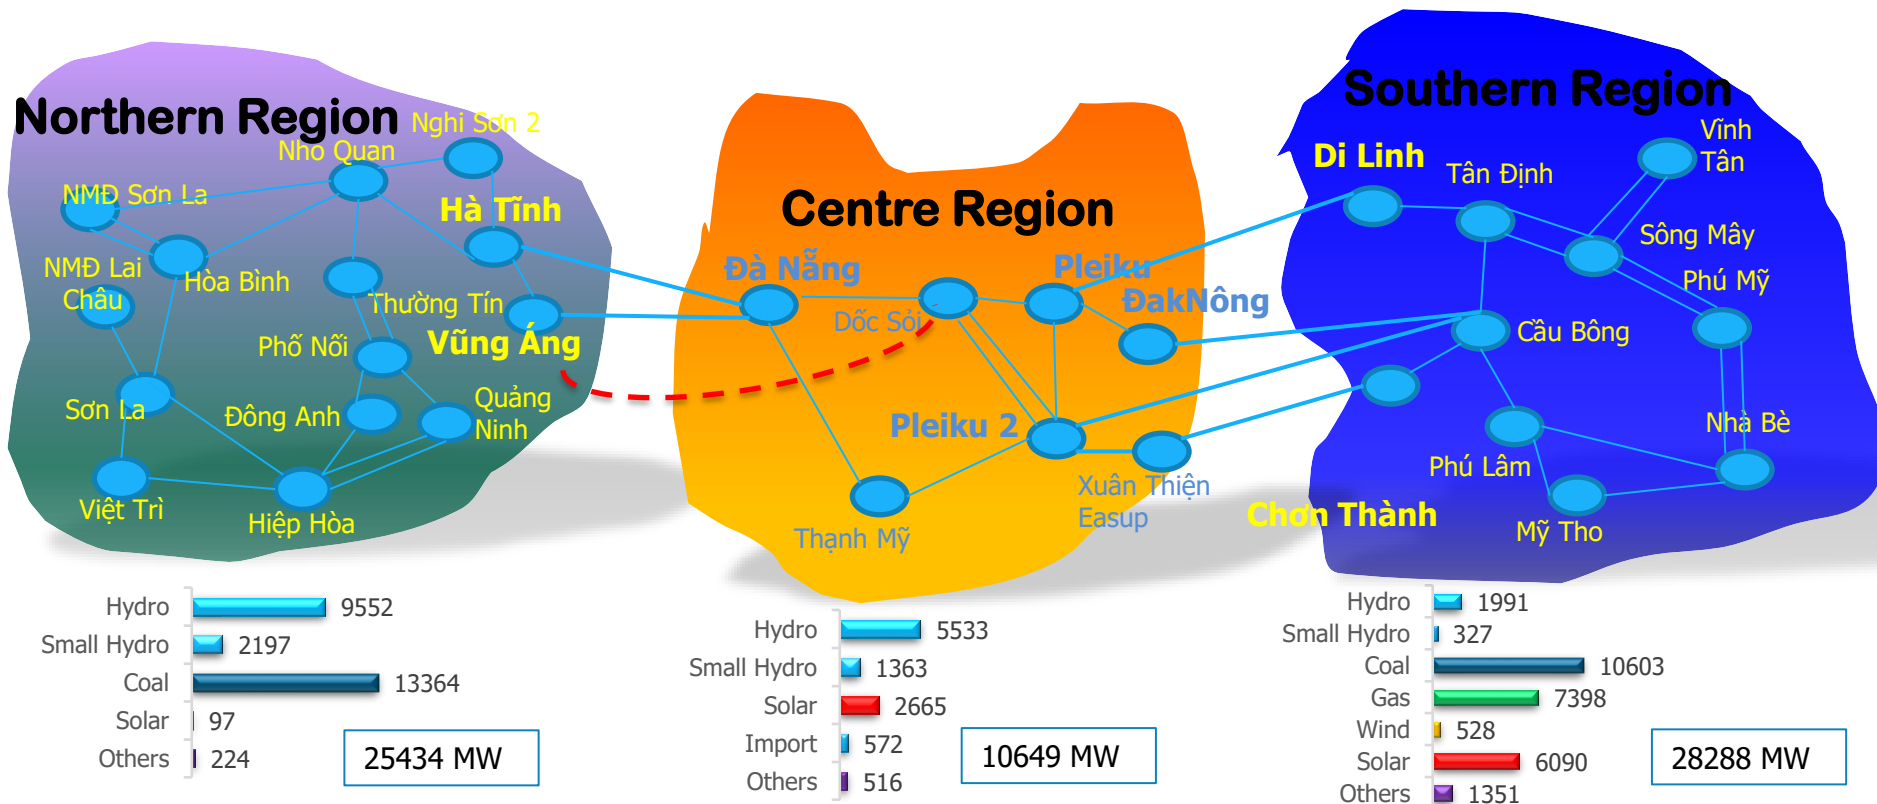 Northern Region
Nghi Sơn 2
Nho Quan
NMĐ Sơn La
Hà Tĩnh
NMĐ Lai
Châu
Hòa Bình
Thường Tín
Vũng Áng
Phố Nối
Sơn La
Đông Anh
Quảng
Ninh
Việt Trì
Hiệp Hòa
Centre Region
Đà Nẵng
Dốc Sỏi
Pleiku
ĐakNông
Pleiku 2
Xuân Thiện
Easup
Thạnh Mỹ
Southern Region
Di Linh
Tân Định
Vĩnh
Tân
Sông Mây
Phú Mỹ
Cầu Bông
Nhà Bè
Phú Lâm
Chơn Thành
Mỹ Tho
Hydro 9552
Small Hydro 2197
Coal 13364
Solar 97
Others 224
25434 MW
Hydro 5533
Small Hydro 1363
Solar 2665
Import 572
Others 516
10649 MW
Hydro 1991
Small Hydro 327
Coal 10603
Gas 7398
Wind 528
Solar 6090
Others 1351
28288 MW